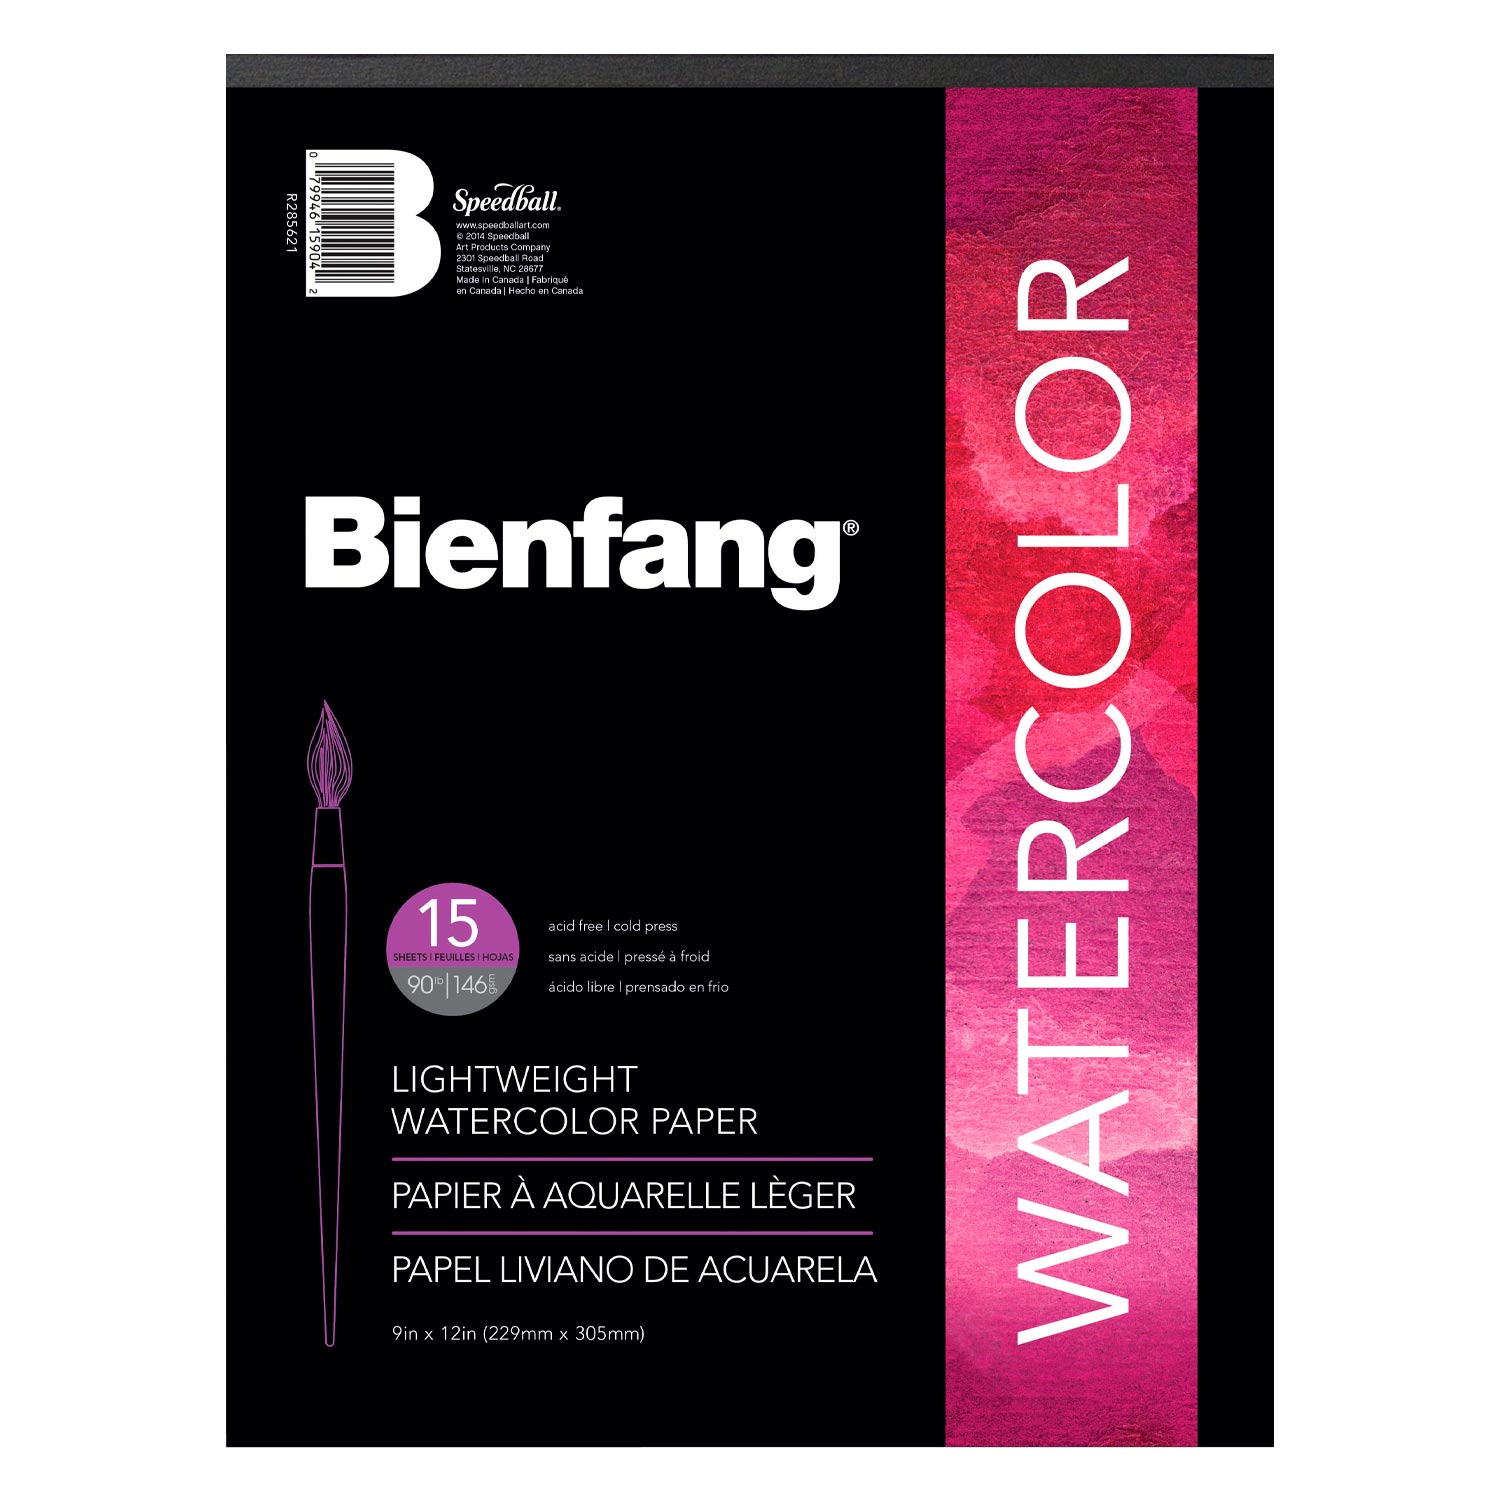 0 79946 15904 2
R285621
B
Speedball®
www.speedballart.com
© 2014 Speedball
Art Products Company
2301 Speedball Road
Statesville, NC 28677
Made in Canada | Fabriqué
en Canada | Hecho en Canada
Bienfang®
WATERCOLOR
15
SHEETS | FEUILLES | HOJAS
90lb | 146gsm
acid free | cold press
sans acide | pressé à froid
ácido libre | prensado en frio
LIGHTWEIGHT
WATERCOLOR PAPER
PAPIER À AQUARELLE LÈGER
PAPEL LIVIANO DE ACUARELA
9in x 12in (229mm x 305mm)